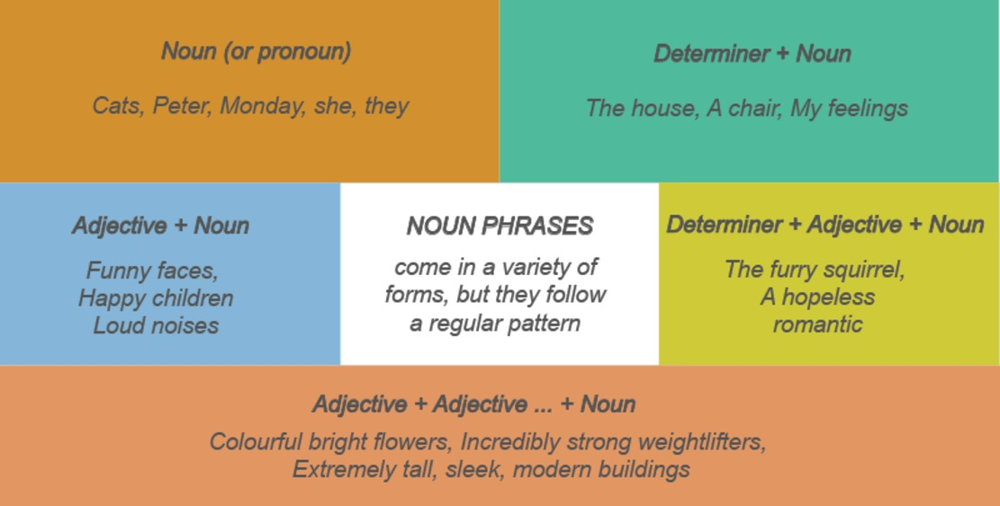 Noun (or pronoun)
Cats, Peter, Monday, she, they
Determiner + Noun
The house, A chair, My feelings
Adjective + Noun
Funny faces,
Happy children
Loud noises
NOUN PHRASES
come in a variety of
forms, but they follow
a regular pattern
Determiner + Adjective + Noun
The furry squirrel,
A hopeless
romantic
Adjective + Adjective ... + Noun
Colourful bright flowers, Incredibly strong weightlifters,
Extremely tall, sleek, modern buildings